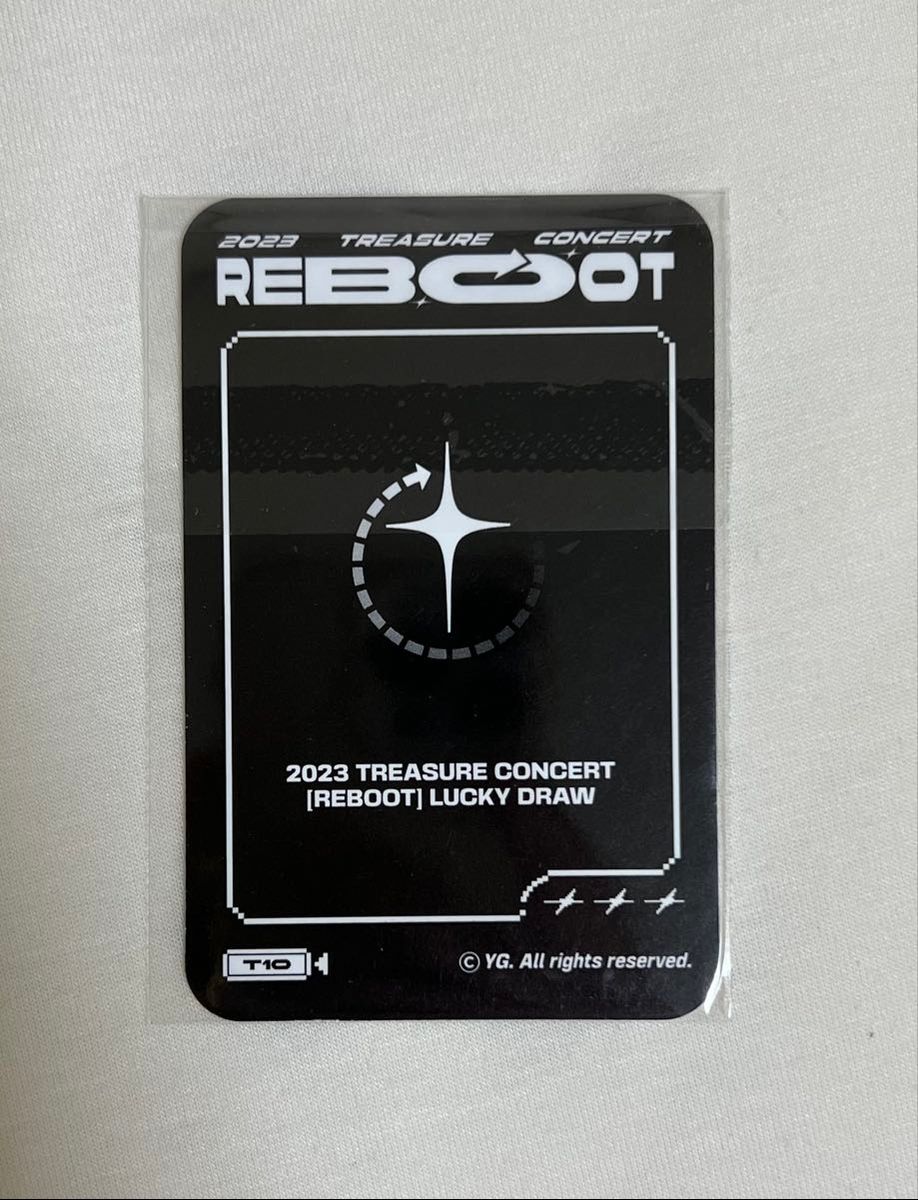 2023 TREASURE CONCERT
REBOOT
2023 TREASURE CONCERT
[REBOOT] LUCKY DRAW
T10
© YG. All rights reserved.